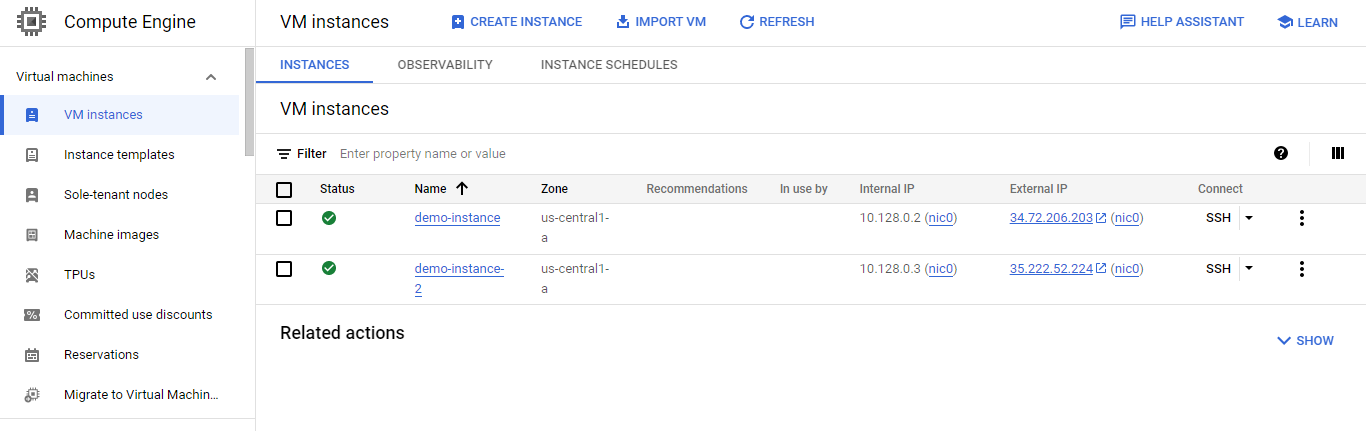 Compute Engine
VM instances
CREATE INSTANCE
IMPORT VM
REFRESH
HELP ASSISTANT
LEARN
Virtual machines
VM instances
Instance templates
Sole-tenant nodes
Machine images
TPUs
Committed use discounts
Reservations
Migrate to Virtual Machin...
INSTANCES
OBSERVABILITY
INSTANCE SCHEDULES
VM instances
Filter Enter property name or value
Status Name Zone Recommendations In use by Internal IP External IP Connect
demo-instance us-central1- 10.128.0.2 (nic0) 34.72.206.203 (nic0) SSH
a
demo-instance- us-central1- 10.128.0.3 (nic0) 35.222.52.224 (nic0) SSH
2 a
Related actions
SHOW